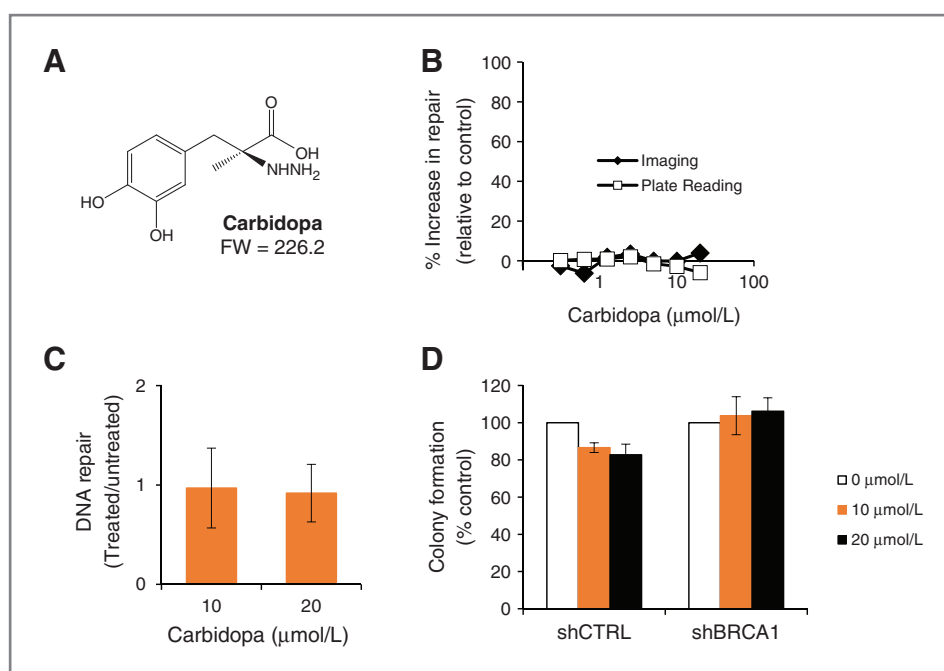 A
O
OH
NHNH2
HO
OH
Carbidopa
FW = 226.2
B
% Increase in repair
(relative to control)
100
80
60
40
20
0
Imaging
Plate Reading
1
10
100
Carbidopa (μmol/L)
C
DNA repair
(Treated/untreated)
2
1
0
10
20
Carbidopa (μmol/L)
D
Colony formation
(% control)
120
100
80
60
40
20
0
shCTRL
shBRCA1
0 μmol/L
10 μmol/L
20 μmol/L